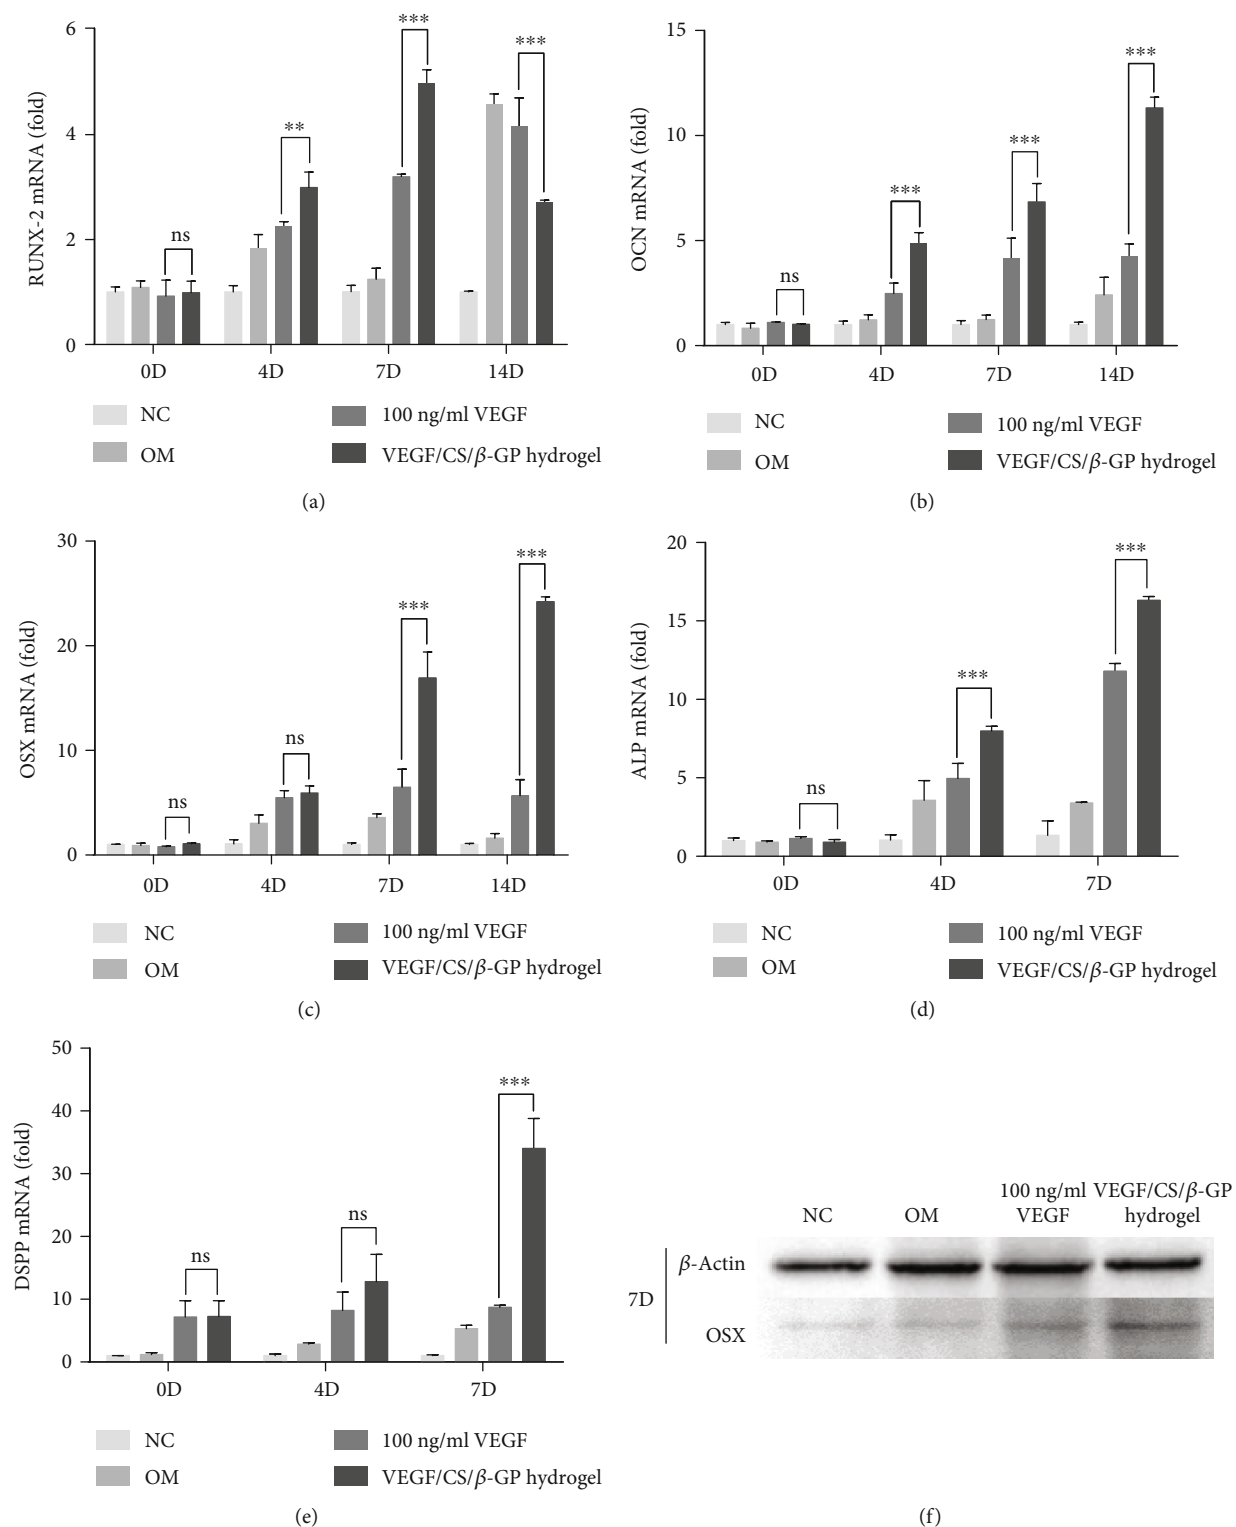 RUNX-2 mRNA (fold)
6
4
2
0
ns
**
***
***
0D 4D 7D 14D
NC 100 ng/ml VEGF
OM VEGF/CS/β-GP hydrogel
(a)
OCN mRNA (fold)
15
10
5
0
ns
***
***
***
0D 4D 7D 14D
NC 100 ng/ml VEGF
OM VEGF/CS/β-GP hydrogel
(b)
OSX mRNA (fold)
30
20
10
0
ns
ns
***
***
0D 4D 7D 14D
NC 100 ng/ml VEGF
OM VEGF/CS/β-GP hydrogel
(c)
ALP mRNA (fold)
20
15
10
5
0
ns
***
***
0D 4D 7D
NC 100 ng/ml VEGF
OM VEGF/CS/β-GP hydrogel
(d)
DSPP mRNA (fold)
50
40
30
20
10
0
ns
ns
***
0D 4D 7D
NC 100 ng/ml VEGF
OM VEGF/CS/β-GP hydrogel
(e)
100 ng/ml VEGF/CS/β-GP
NC OM VEGF hydrogel
β-Actin
7D
OSX
(f)